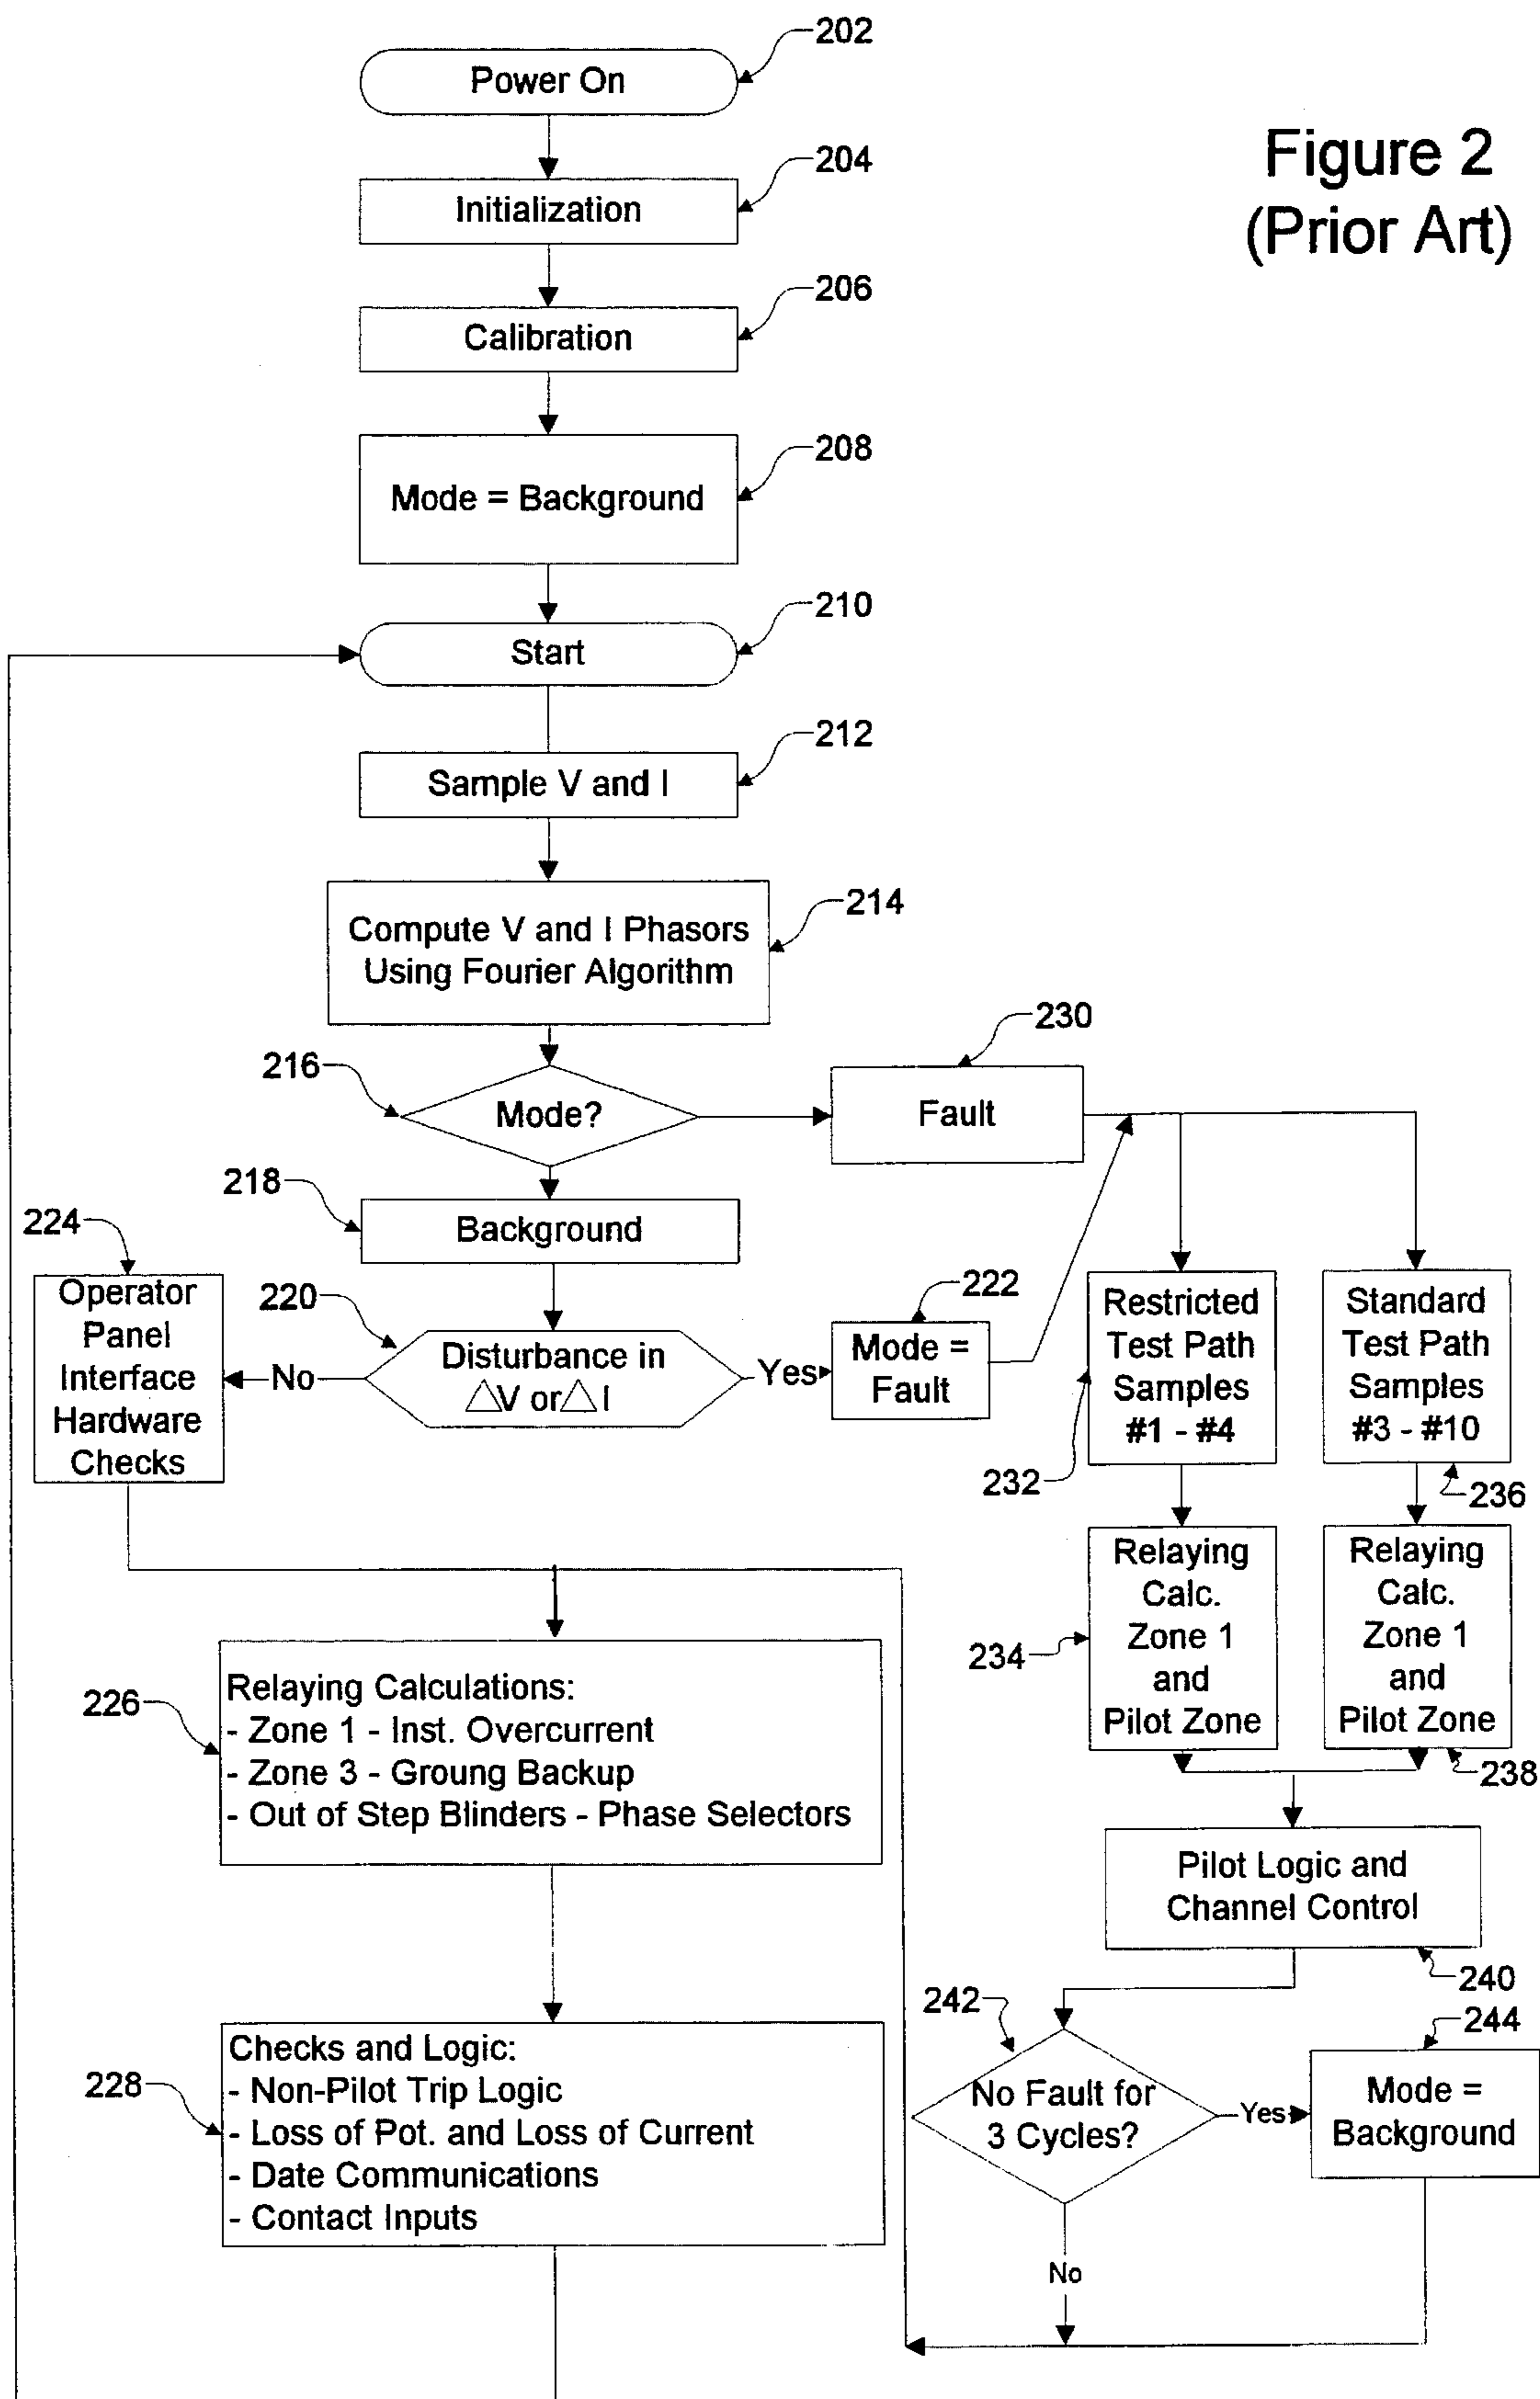 Figure 2
(Prior Art)
202
Power On
204
Initialization
206
Calibration
208
Mode = Background
210
Start
212
Sample V and I
214
Compute V and I Phasors
Using Fourier Algorithm
216
Mode?
230
Fault
218
Background
224
Operator
Panel
Interface
Hardware
Checks
220
Disturbance in
△V or△I
No
Yes
222
Mode =
Fault
232
Restricted
Test Path
Samples
#1 - #4
236
Standard
Test Path
Samples
#3 - #10
234
Relaying
Calc.
Zone 1
and
Pilot Zone
238
Relaying
Calc.
Zone 1
and
Pilot Zone
226
Relaying Calculations:
- Zone 1 - Inst. Overcurrent
- Zone 3 - Groung Backup
- Out of Step Blinders - Phase Selectors
240
Pilot Logic and
Channel Control
242
No Fault for
3 Cycles?
Yes
No
244
Mode =
Background
228
Checks and Logic:
- Non-Pilot Trip Logic
- Loss of Pot. and Loss of Current
- Date Communications
- Contact Inputs